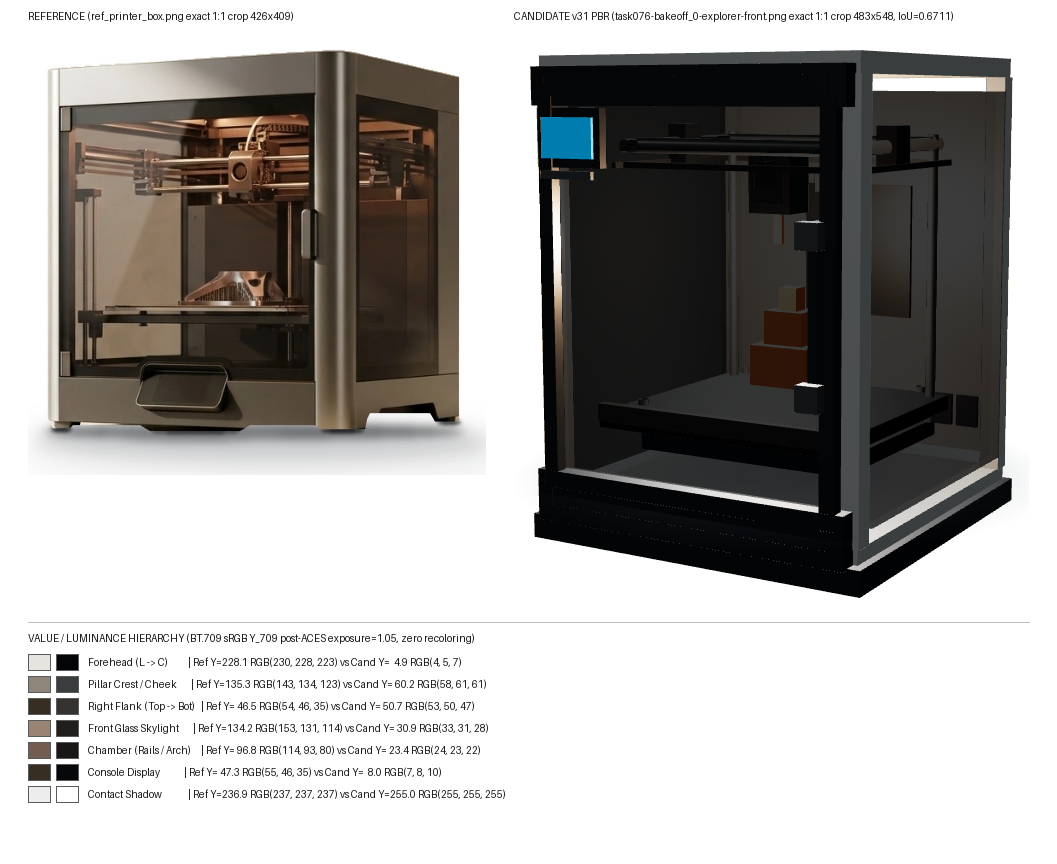 REFERENCE (ref_printer_box.png exact 1:1 crop 426x409)
CANDIDATE v31 PBR (task076-bakeoff_0-explorer-front.png exact 1:1 crop 483x548, IoU=0.6711)
VALUE / LUMINANCE HIERARCHY (BT.709 sRGB Y_709 post-ACES exposure=1.05, zero recoloring)
Forehead (L -> C) | Ref Y=228.1 RGB(230, 228, 223) vs Cand Y= 4.9 RGB(4, 5, 7)
Pillar Crest / Cheek | Ref Y=135.3 RGB(143, 134, 123) vs Cand Y= 60.2 RGB(58, 61, 61)
Right Flank (Top -> Bot) | Ref Y= 46.5 RGB(54, 46, 35) vs Cand Y= 50.7 RGB(53, 50, 47)
Front Glass Skylight | Ref Y=134.2 RGB(153, 131, 114) vs Cand Y= 30.9 RGB(33, 31, 28)
Chamber (Rails / Arch) | Ref Y= 96.8 RGB(114, 93, 80) vs Cand Y= 23.4 RGB(24, 23, 22)
Console Display | Ref Y= 47.3 RGB(55, 46, 35) vs Cand Y= 8.0 RGB(7, 8, 10)
Contact Shadow | Ref Y=236.9 RGB(237, 237, 237) vs Cand Y=255.0 RGB(255, 255, 255)